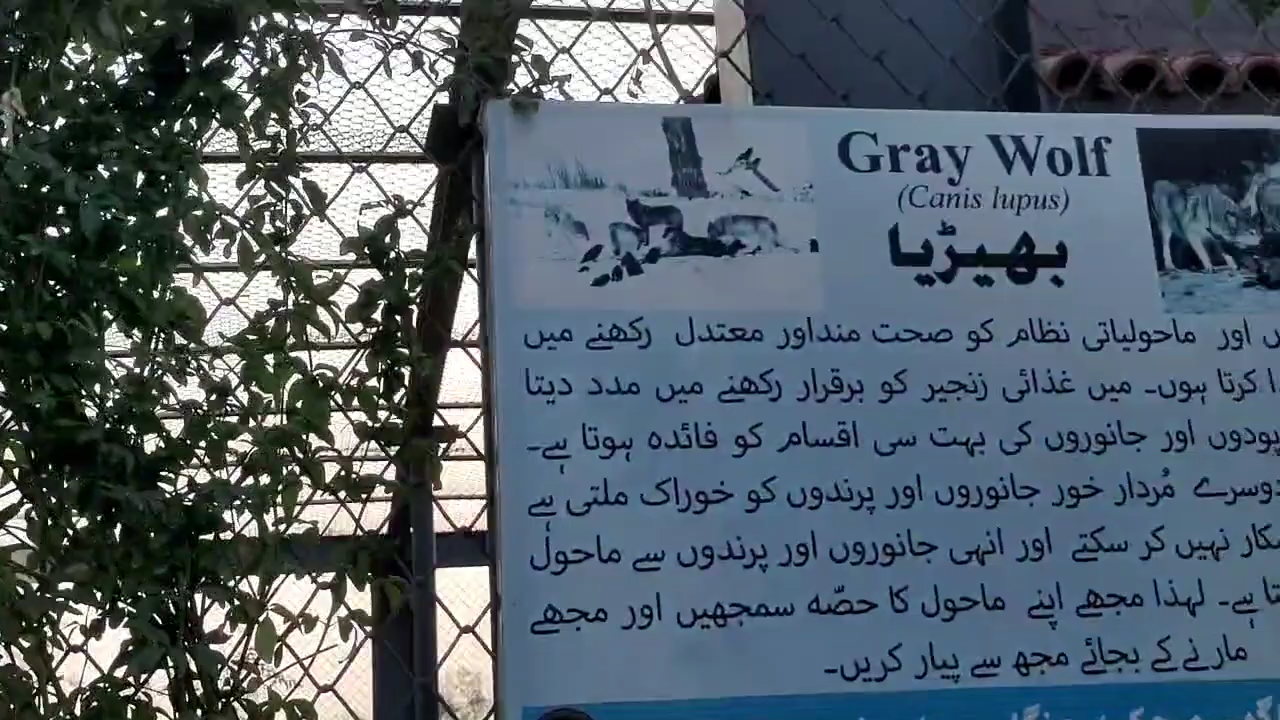 Gray Wolf
(Canis lupus)
بھیڑیا
اور ماحولیاتی نظام کو صحت منداور معتدل رکھنے میں
کرتا ہوں۔ میں غذائی زنجیر کو برقرار رکھنے میں مدد دیتا
پودوں اور جانوروں کی بہت سی اقسام کو فائدہ ہوتا ہے۔
دوسرے مُردار خور جانوروں اور پرندوں کو خوراک ملتی ہے
نہیں کر سکتے اور انہی جانوروں اور پرندوں سے ماحول
ہے۔ لہذا مجھے اپنے ماحول کا حصّہ سمجھیں اور مجھے
مارنے کے بجائے مجھ سے پیار کریں۔